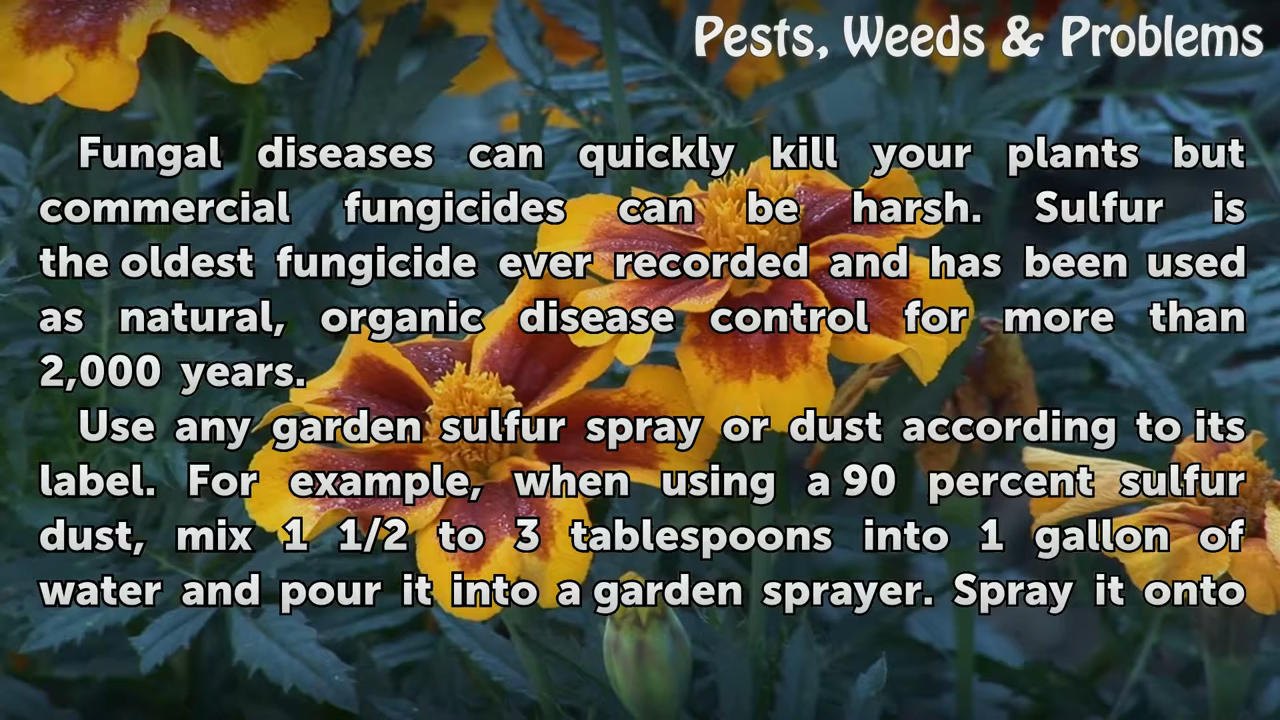 Pests, Weeds & Problems
Fungal diseases can quickly kill your plants but
commercial fungicides can be harsh. Sulfur is
the oldest fungicide ever recorded and has been used
as natural, organic disease control for more than
2,000 years.
Use any garden sulfur spray or dust according to its
label. For example, when using a 90 percent sulfur
dust, mix 1 1/2 to 3 tablespoons into 1 gallon of
water and pour it into a garden sprayer. Spray it onto